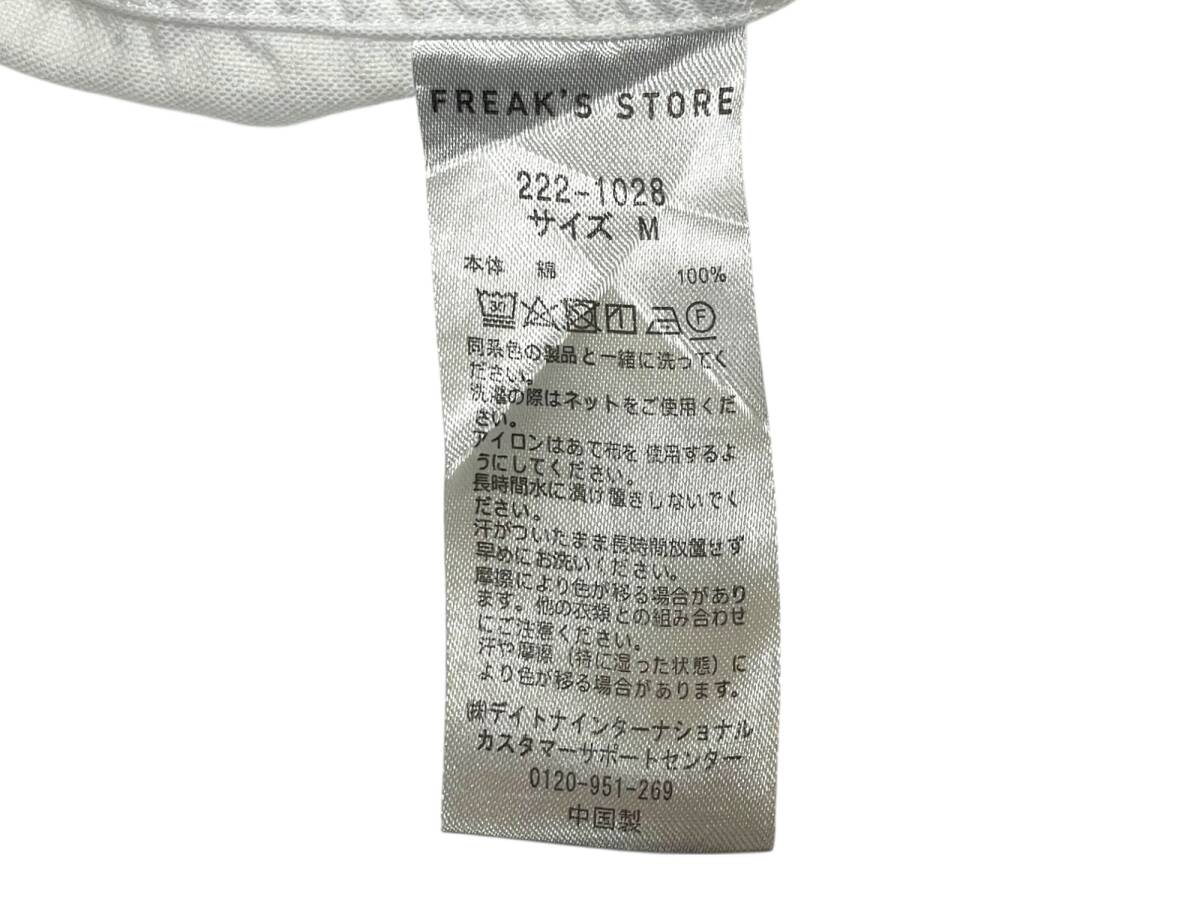 FREAK'S STORE
222-1028
サイズ M
本体 綿 100%
30 F
同系色の製品と一緒に洗ってく
ださい。
洗濯の際はネットをご使用くだ
さい。
アイロンはあて布を使用するよ
うにしてください。
長時間水に漬け置きしないでく
ださい。
汗がついたまま長時間放置せず
早めにお洗いください。
摩擦により色が移る場合があり
ます。他の衣類との組み合わせ
にご注意ください。
汗や摩擦（特に湿った状態）に
より色が移る場合があります。
㈱デイトナインターナショナル
カスタマーサポートセンター
0120-951-269
中国製